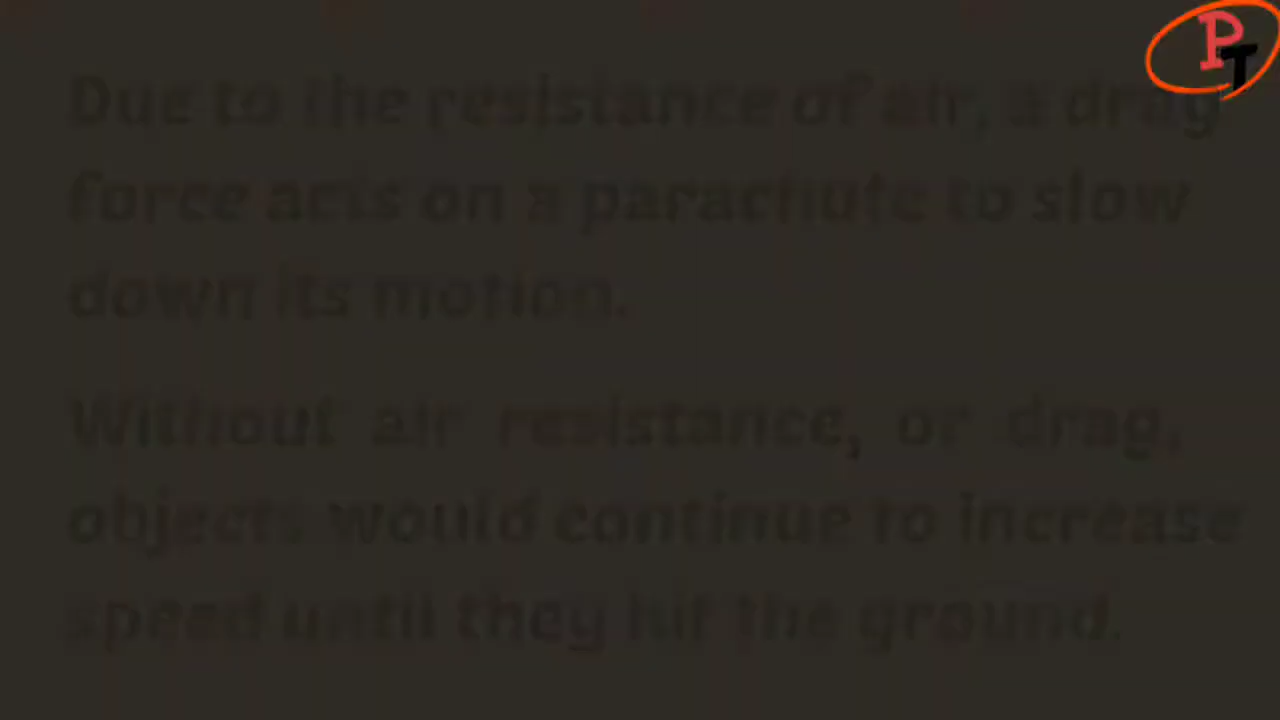 PT
Due to the resistance of air, a drag
force acts on a parachute to slow
down its motion.
Without air resistance, or drag,
objects would continue to increase
speed until they hit the ground.